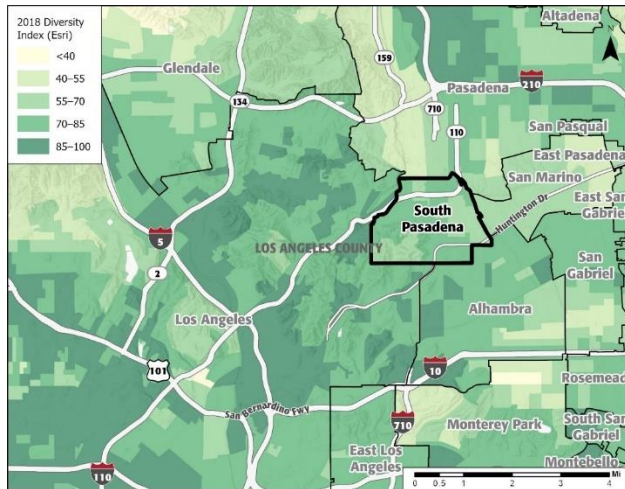 2018 Diversity
Index (Esri)
<40
40–55
55–70
70–85
85–100
Altadena
N
Glendale
159
134
Pasadena
210
710
110
San Pasqual
East Pasadena
San Marino
South
Pasadena
Huntington Dr
East San
Gabriel
5
LOS ANGELES COUNTY
2
San
Gabriel
Los Angeles
Alhambra
101
10
Rosemead
San Bernardino Fwy
710
Monterey Park
South San
Gabriel
East Los
Angeles
Montebello
110
Mi
0 0.5 1 2 3 4